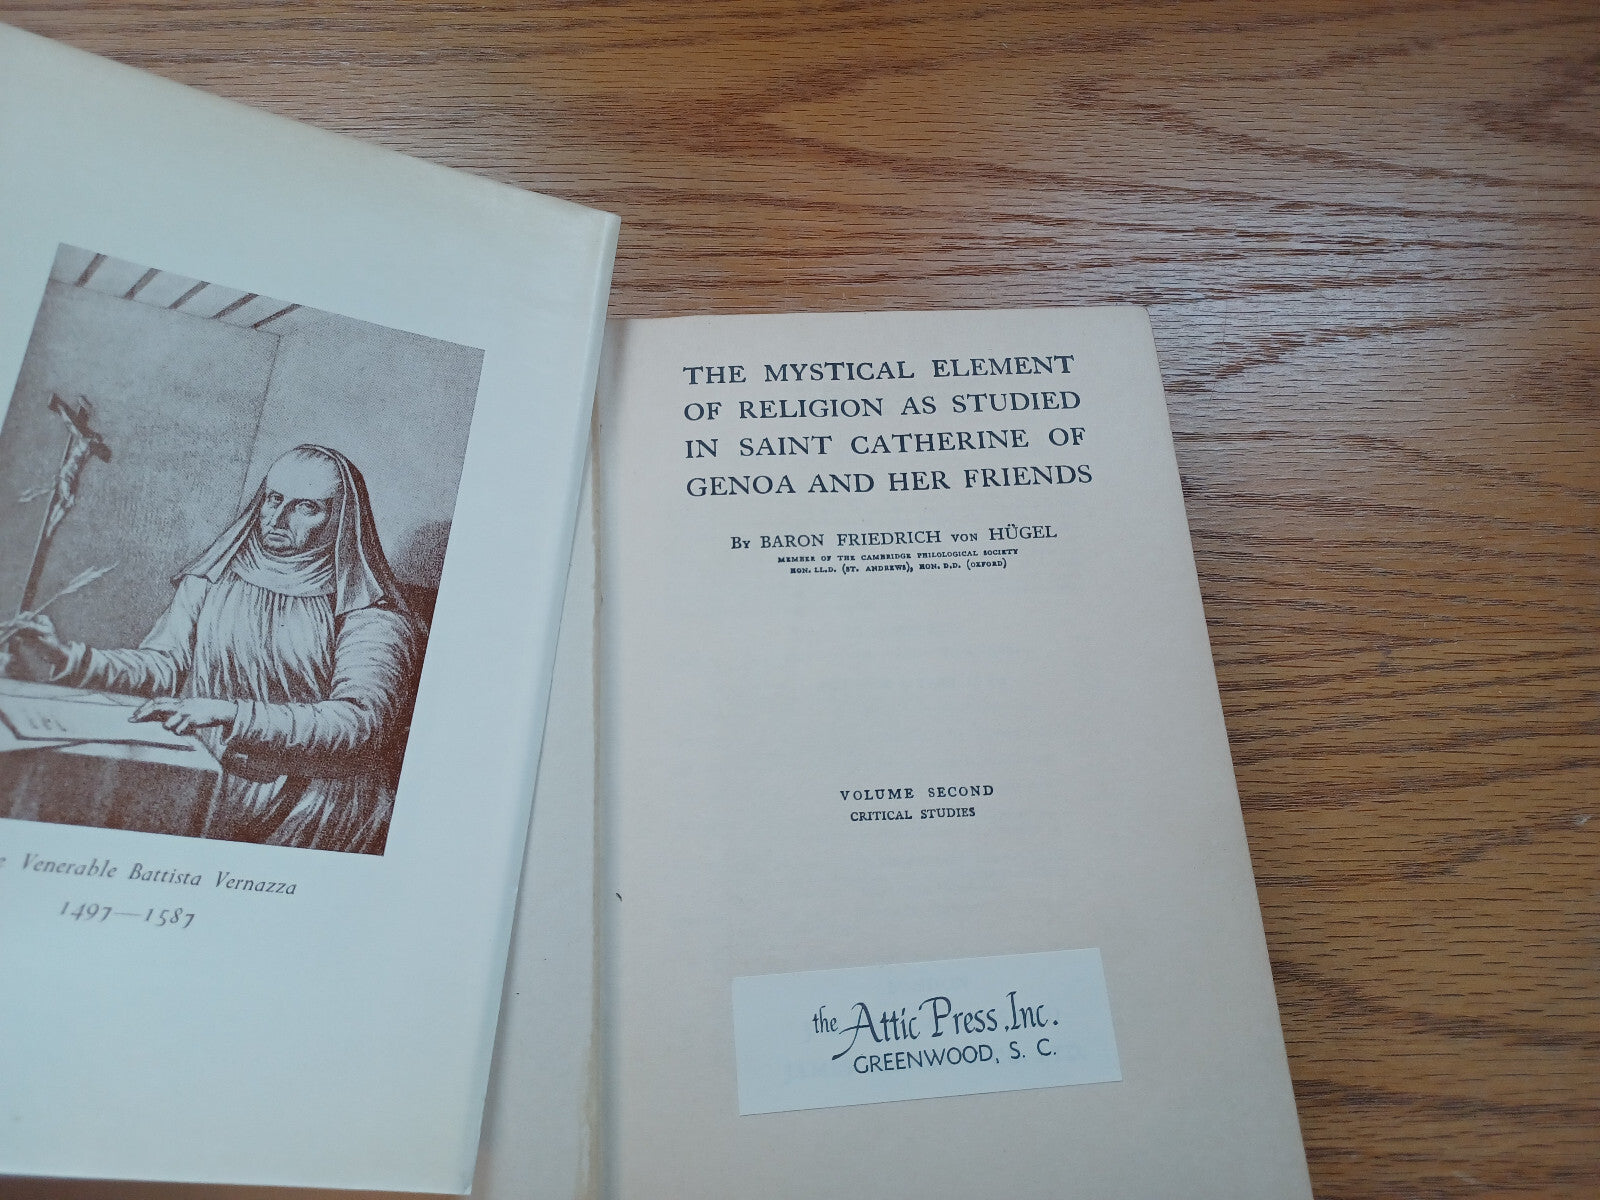 Venerable Battista Vernazza
1497—1587
THE MYSTICAL ELEMENT
OF RELIGION AS STUDIED
IN SAINT CATHERINE OF
GENOA AND HER FRIENDS
By BARON FRIEDRICH VON HÜGEL
MEMBER OF THE CAMBRIDGE PHILOLOGICAL SOCIETY
HON. LL.D. (ST. ANDREWS), HON. D.D. (OXFORD)
VOLUME SECOND
CRITICAL STUDIES
the Attic Press, Inc.
GREENWOOD, S. C.